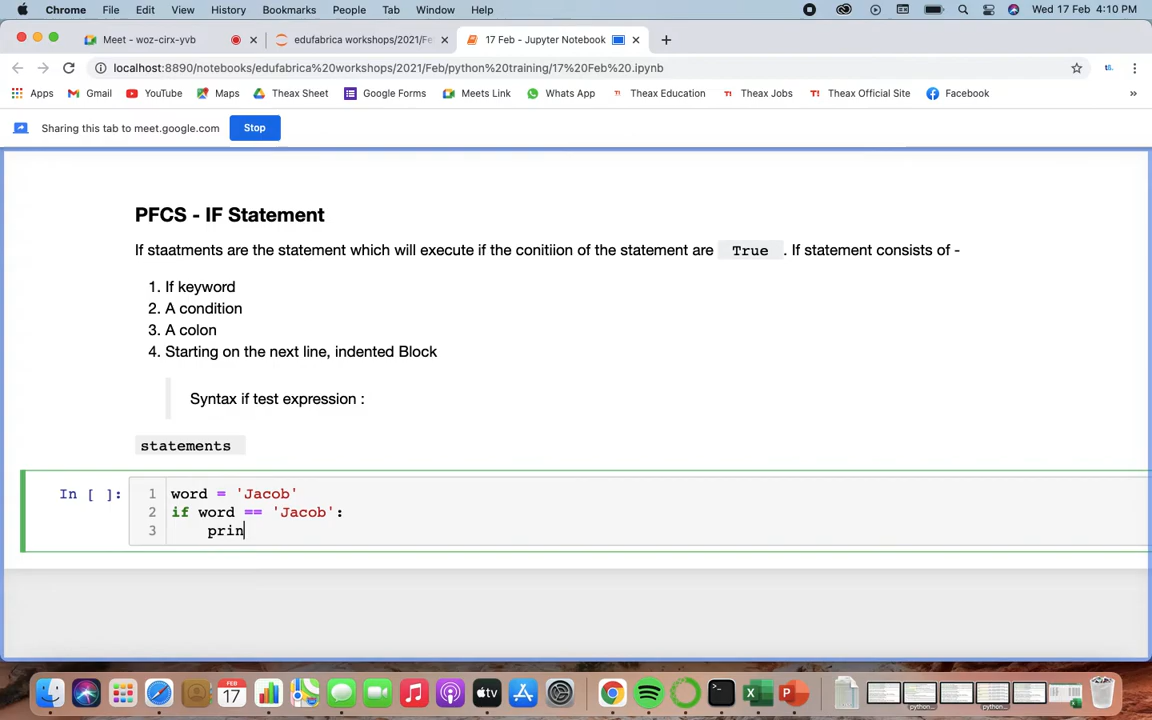 Chrome File Edit View History Bookmarks People Tab Window Help Wed 17 Feb 4:10 PM
Meet - woz-cirx-yvb edufabrica workshops/2021/Fe 17 Feb - Jupyter Notebook
localhost:8890/notebooks/edufabrica%20workshops/2021/Feb/python%20training/17%20Feb%20.ipynb
Apps Gmail YouTube Maps Theax Sheet Google Forms Meets Link Whats App Theax Education Theax Jobs Theax Official Site Facebook »
Sharing this tab to meet.google.com Stop
PFCS - IF Statement
If staatments are the statement which will execute if the conitiion of the statement are True . If statement consists of -
1. If keyword
2. A condition
3. A colon
4. Starting on the next line, indented Block
Syntax if test expression :
statements
In [ ]: 1 word = 'Jacob'
2 if word == 'Jacob':
3 prin
FEB
17